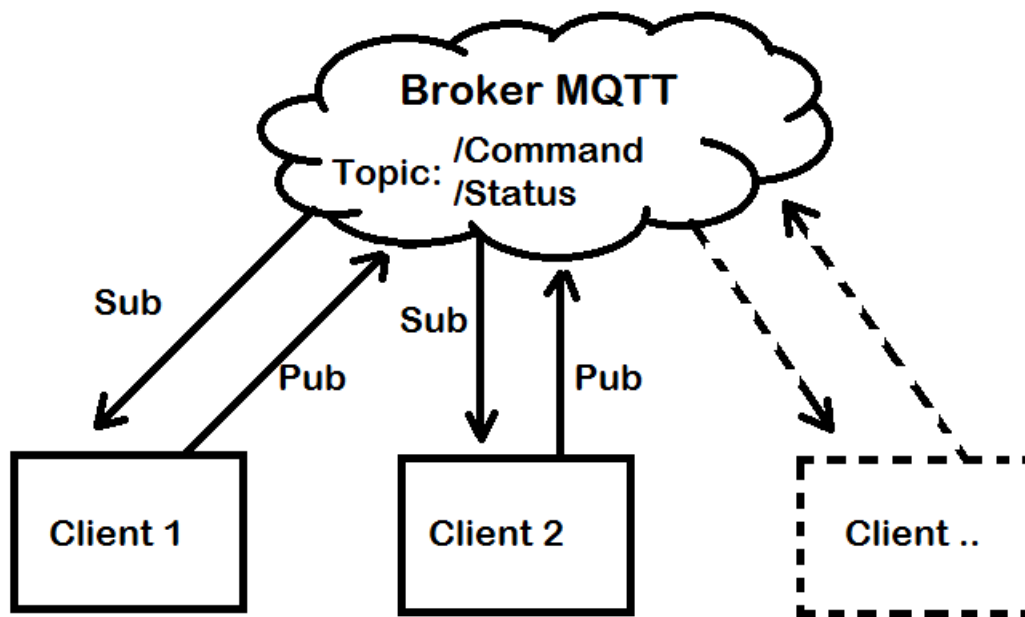 Broker MQTT
Topic: /Command
/Status
Sub
Pub
Sub
Pub
Client 1
Client 2
Client ..